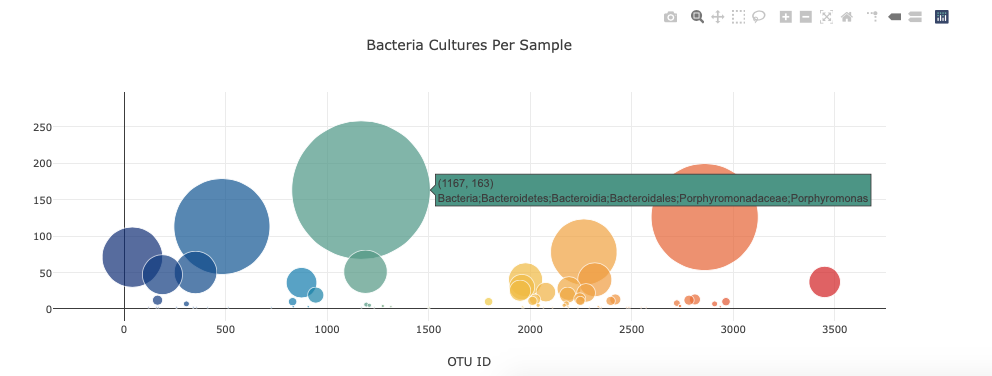 Bacteria Cultures Per Sample
250
200
150
100
50
0
(1167, 163)
Bacteria;Bacteroidetes;Bacteroidia;Bacteroidales;Porphyromonadaceae;Porphyromonas
0 500 1000 1500 2000 2500 3000 3500
OTU ID